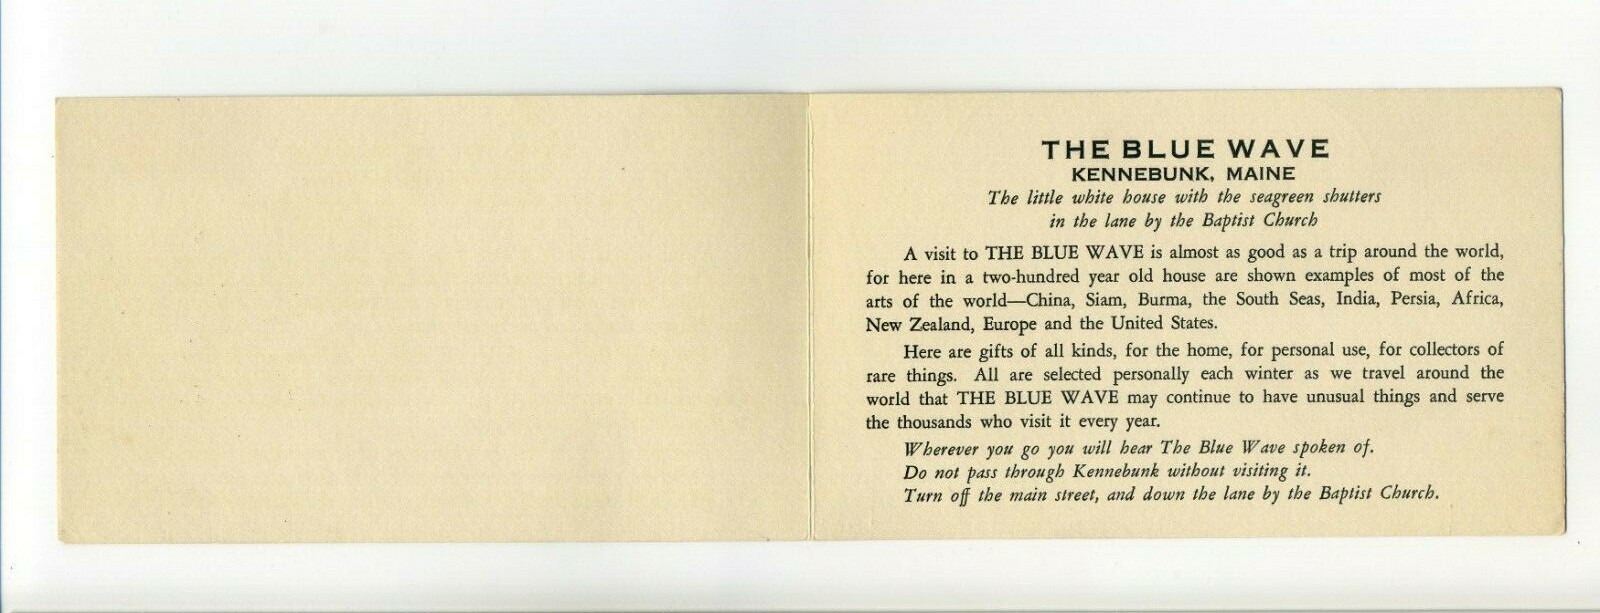 THE BLUE WAVE
KENNEBUNK, MAINE
The little white house with the seagreen shutters
in the lane by the Baptist Church
A visit to THE BLUE WAVE is almost as good as a trip around the world,
for here in a two-hundred year old house are shown examples of most of the
arts of the world—China, Siam, Burma, the South Seas, India, Persia, Africa,
New Zealand, Europe and the United States.
Here are gifts of all kinds, for the home, for personal use, for collectors of
rare things. All are selected personally each winter as we travel around the
world that THE BLUE WAVE may continue to have unusual things and serve
the thousands who visit it every year.
Wherever you go you will hear The Blue Wave spoken of.
Do not pass through Kennebunk without visiting it.
Turn off the main street, and down the lane by the Baptist Church.